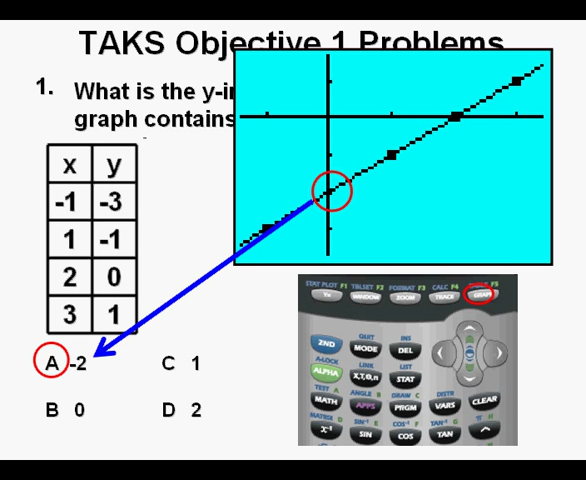 TAKS Objective 1 Problems
1. What is the
graph contains
x y
-1 -3
1 -1
2 0
3 1
A -2 C 1
B 0 D 2
STAT PLOT F1 TBLSET F2 FORMAT F3 CALC F4 TABLE F5
Y= WINDOW ZOOM TRACE GRAPH
QUIT INS
2ND MODE DEL
A-LOCK LINK LIST
ALPHA X,T,θ,n STAT
TEST A ANGLE B DRAW C DISTR
MATH APPS PRGM VARS CLEAR
MATRIX D SIN⁻¹ E COS⁻¹ F TAN⁻¹ G π H
x⁻¹ SIN COS TAN ^